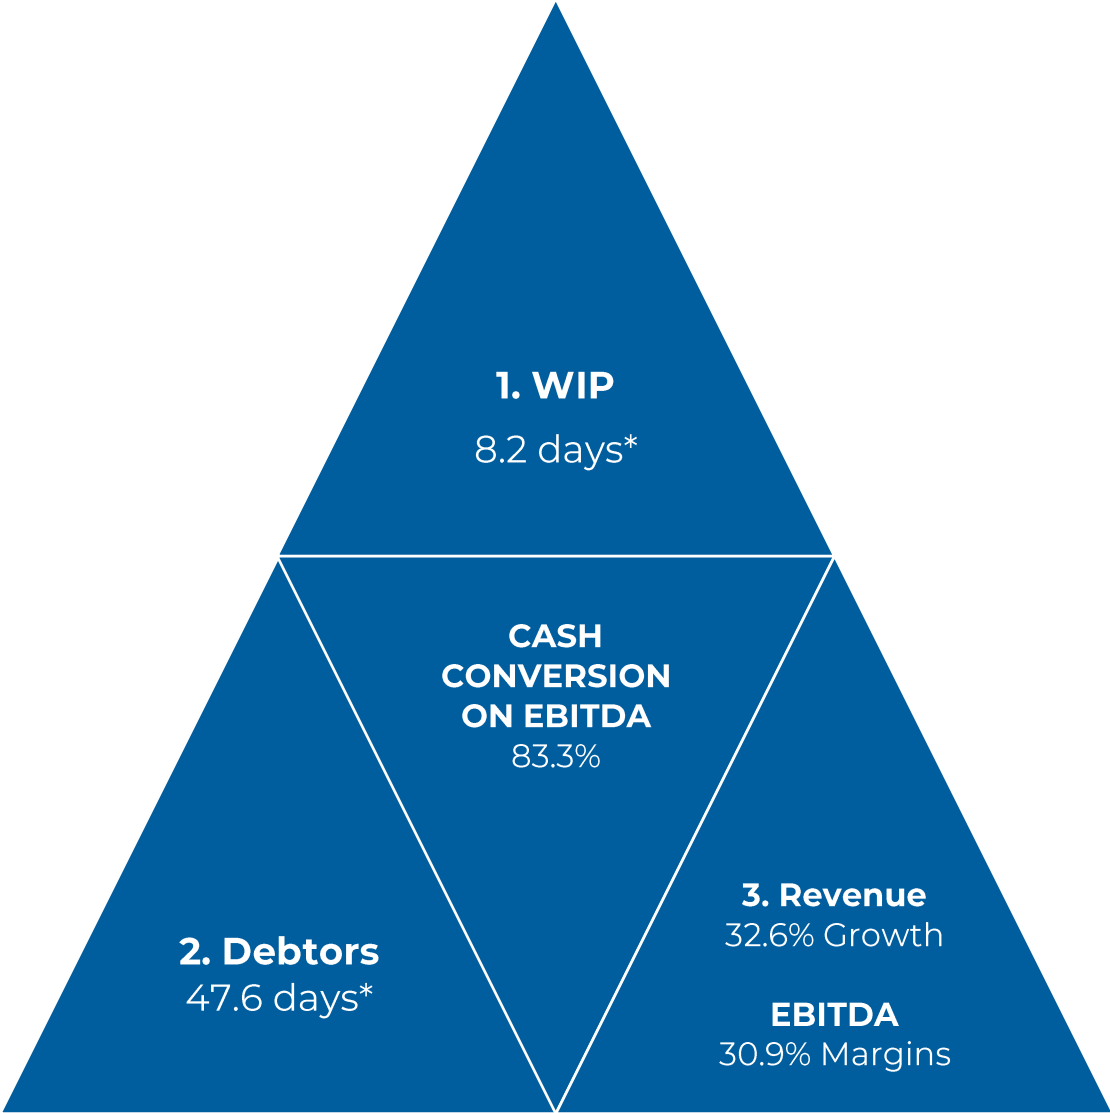 1. WIP
8.2 days*
CASH
CONVERSION
ON EBITDA
83.3%
2. Debtors
47.6 days*
3. Revenue
32.6% Growth
EBITDA
30.9% Margins